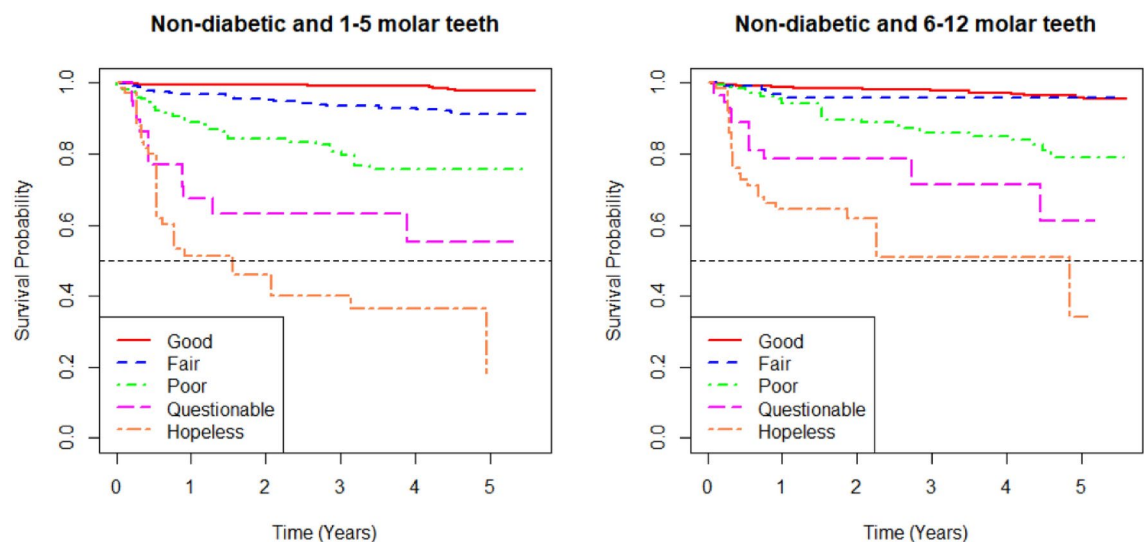 Non-diabetic and 1-5 molar teeth
Survival Probability
1.0
0.8
0.6
0.4
0.2
0.0
Good
Fair
Poor
Questionable
Hopeless
0 1 2 3 4 5
Time (Years)
Non-diabetic and 6-12 molar teeth
Survival Probability
1.0
0.8
0.6
0.4
0.2
0.0
Good
Fair
Poor
Questionable
Hopeless
0 1 2 3 4 5
Time (Years)